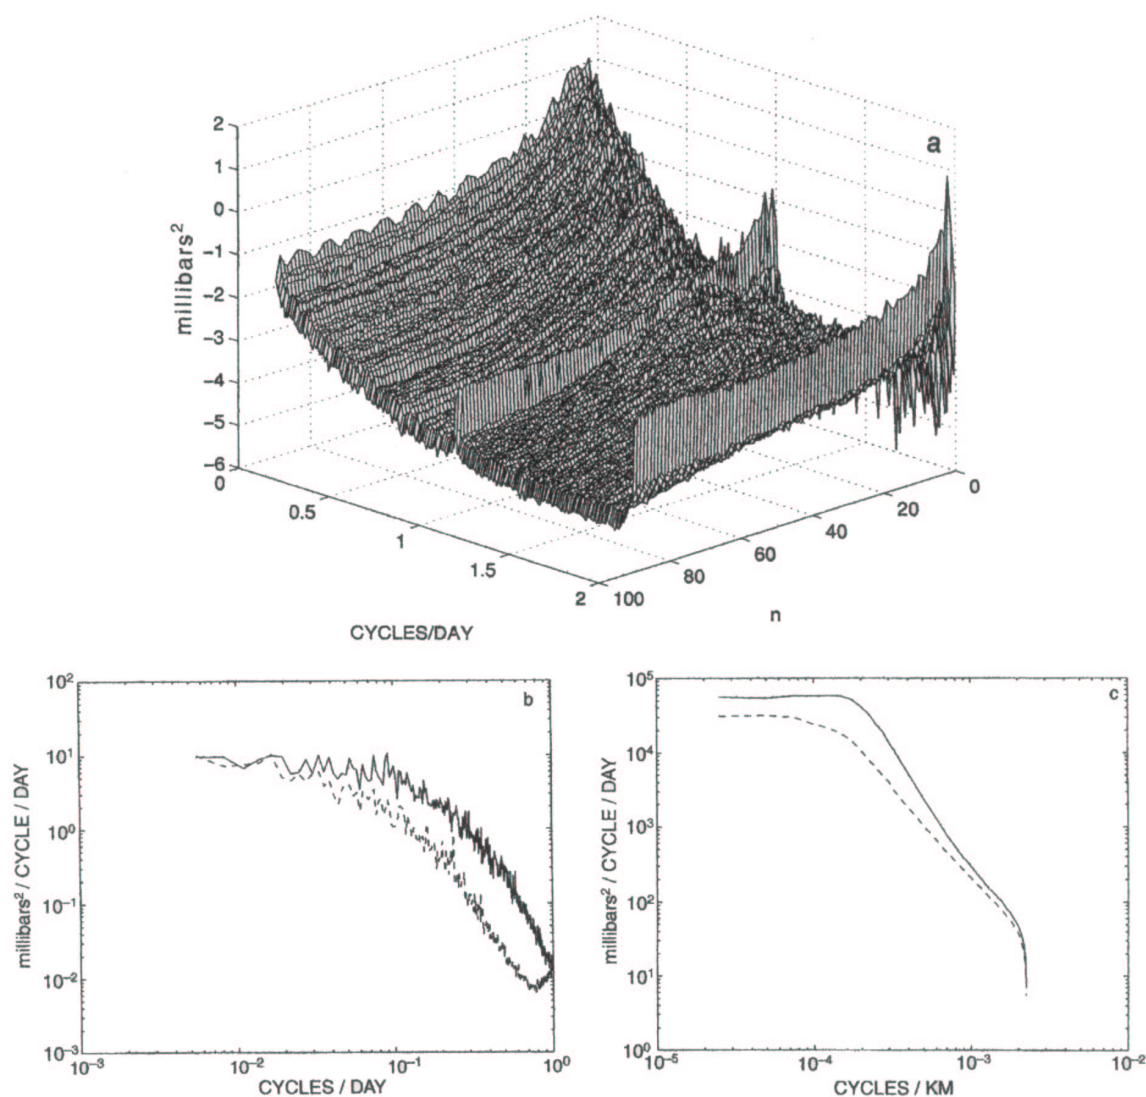 a
millibars²
2
1
0
−1
−2
−3
−4
−5
−6
0
0.5
1
1.5
2
100
80
60
40
20
0
n
CYCLES/DAY
b
millibars² / CYCLE / DAY
10²
10¹
10⁰
10⁻¹
10⁻²
10⁻³
10⁻³ 10⁻² 10⁻¹ 10⁰
CYCLES / DAY
c
millibars² / CYCLE / DAY
10⁵
10⁴
10³
10²
10¹
10⁰
10⁻⁵ 10⁻⁴ 10⁻³ 10⁻²
CYCLES / KM